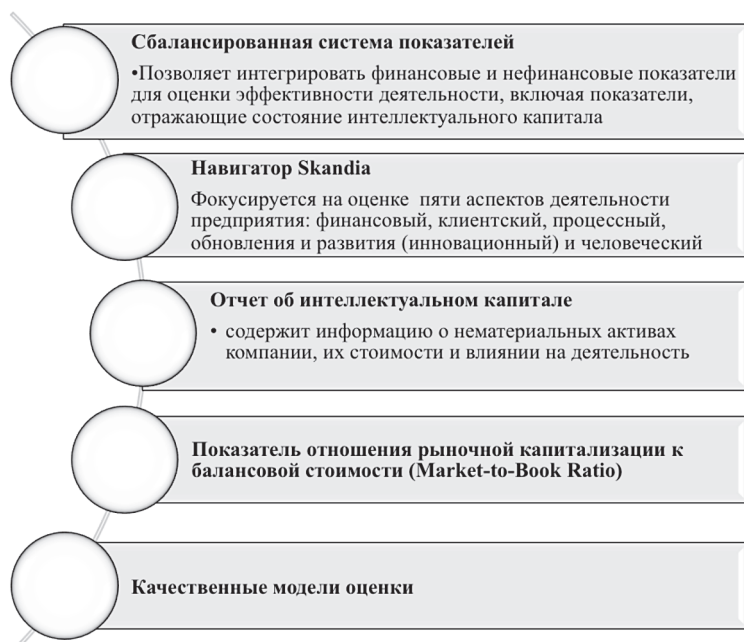 Сбалансированная система показателей
•Позволяет интегрировать финансовые и нефинансовые показатели
для оценки эффективности деятельности, включая показатели,
отражающие состояние интеллектуального капитала
Навигатор Skandia
Фокусируется на оценке пяти аспектов деятельности
предприятия: финансовый, клиентский, процессный,
обновления и развития (инновационный) и человеческий
Отчет об интеллектуальном капитале
• содержит информацию о нематериальных активах
компании, их стоимости и влиянии на деятельность
Показатель отношения рыночной капитализации к
балансовой стоимости (Market-to-Book Ratio)
Качественные модели оценки